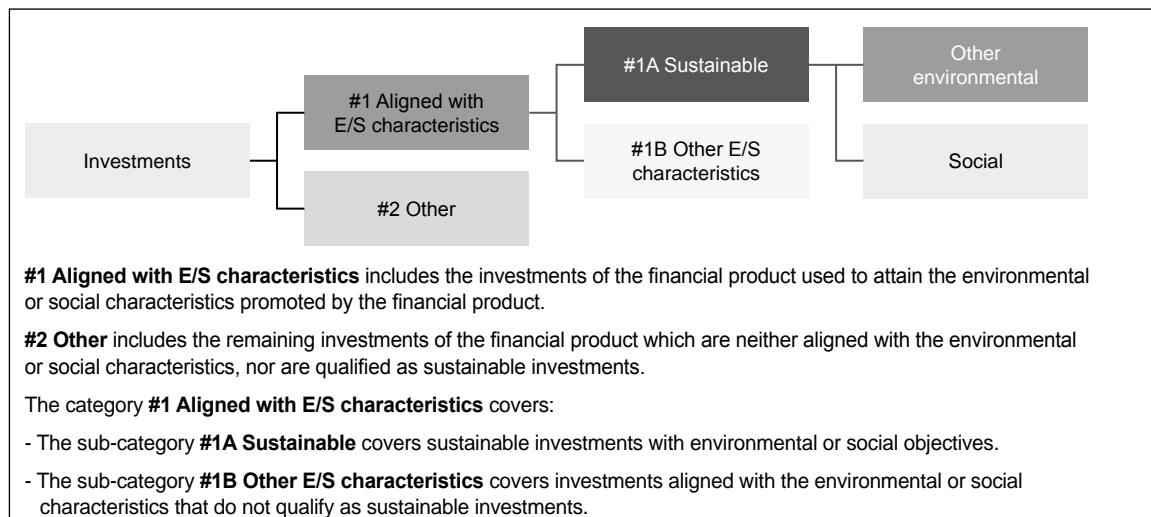 Investments
#1 Aligned with
E/S characteristics
#2 Other
#1A Sustainable
#1B Other E/S
characteristics
Other
environmental
Social
#1 Aligned with E/S characteristics includes the investments of the financial product used to attain the environmental
or social characteristics promoted by the financial product.
#2 Other includes the remaining investments of the financial product which are neither aligned with the environmental
or social characteristics, nor are qualified as sustainable investments.
The category #1 Aligned with E/S characteristics covers:
- The sub-category #1A Sustainable covers sustainable investments with environmental or social objectives.
- The sub-category #1B Other E/S characteristics covers investments aligned with the environmental or social
characteristics that do not qualify as sustainable investments.